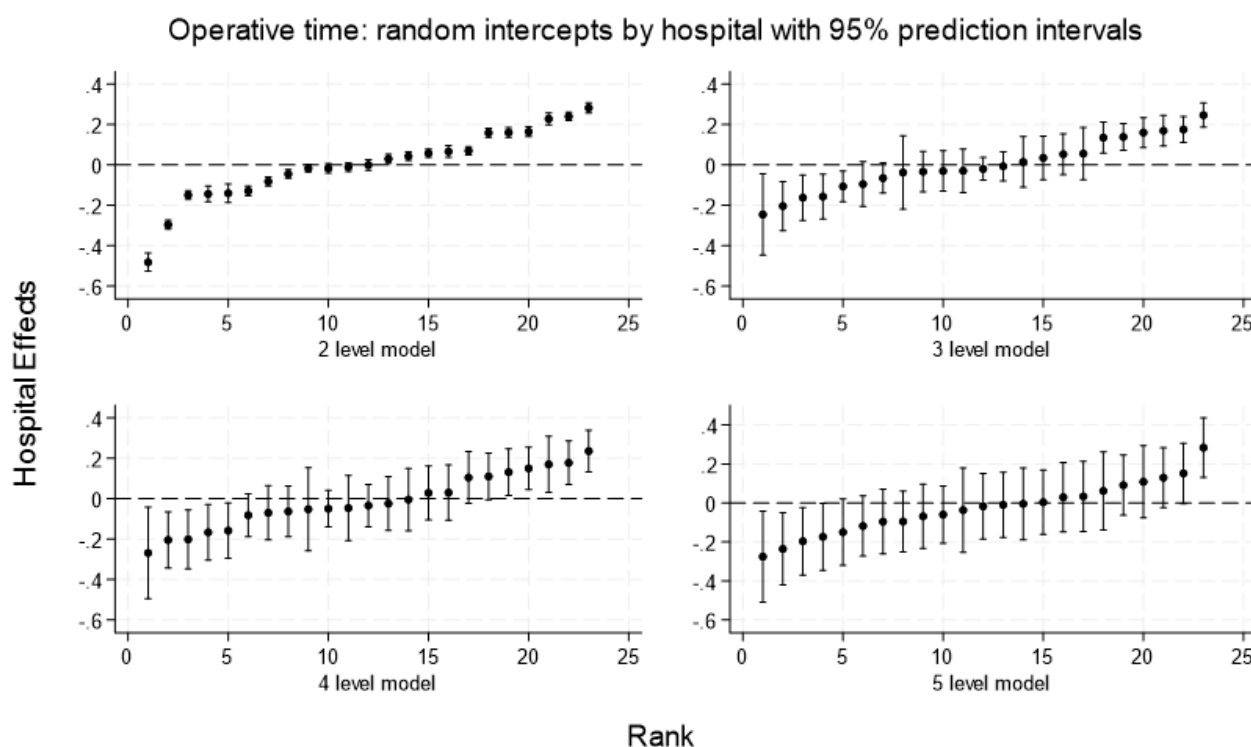 Operative time: random intercepts by hospital with 95% prediction intervals
Hospital Effects
.4
.2
0
-.2
-.4
-.6
0 5 10 15 20 25
2 level model
.4
.2
0
-.2
-.4
-.6
0 5 10 15 20 25
3 level model
.4
.2
0
-.2
-.4
-.6
0 5 10 15 20 25
4 level model
.4
.2
0
-.2
-.4
-.6
0 5 10 15 20 25
5 level model
Rank